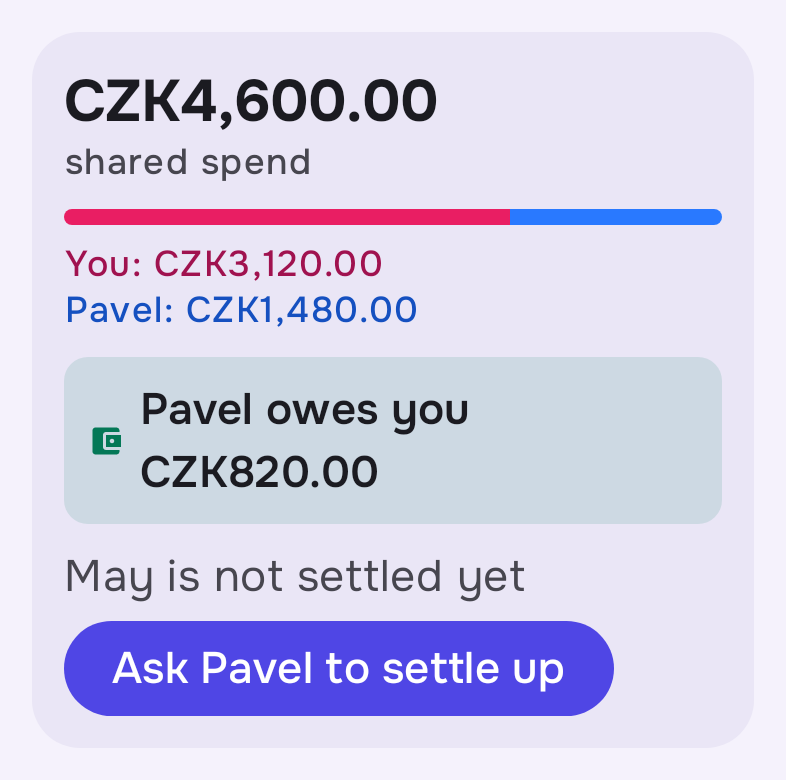 CZK4,600.00
shared spend
You: CZK3,120.00
Pavel: CZK1,480.00
Pavel owes you
CZK820.00
May is not settled yet
Ask Pavel to settle up